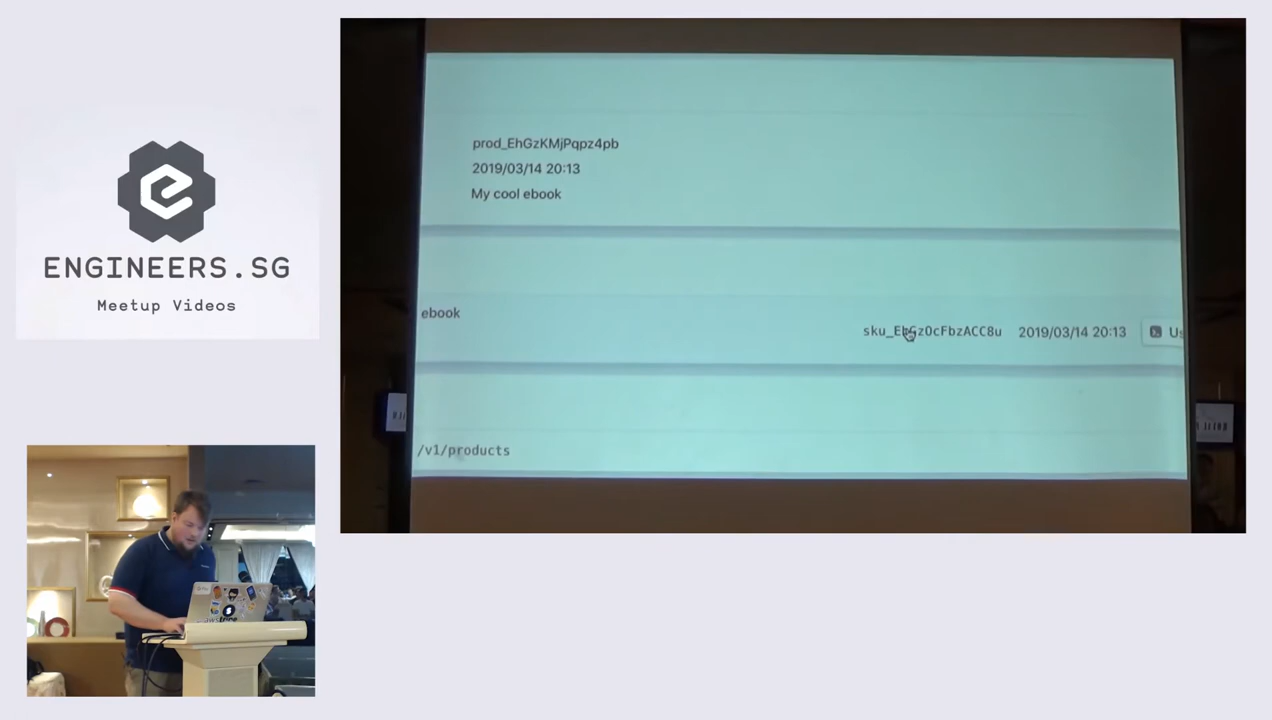 ENGINEERS.SG
Meetup Videos
prod_EhGzKMjPqpz4pb
2019/03/14 20:13
My cool ebook
ebook
2019/03/14 20:13
/v1/products